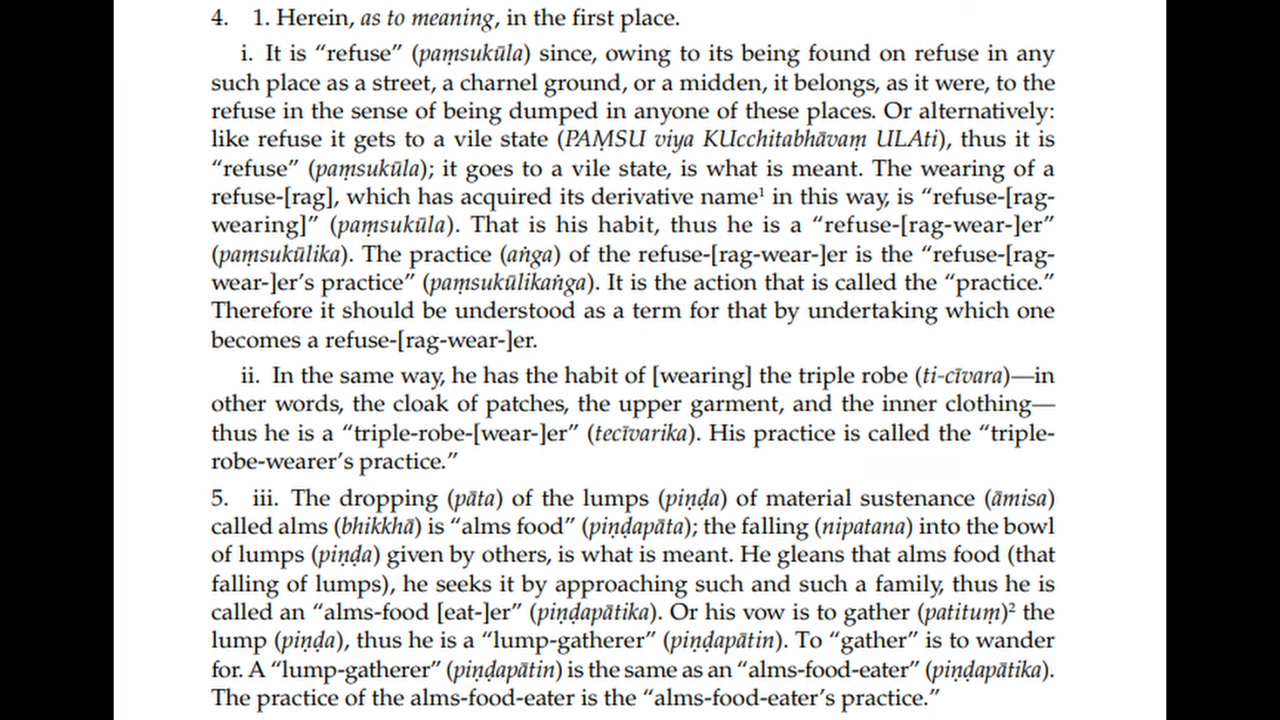 4. 1. Herein, as to meaning, in the first place.
i. It is “refuse” (paṃsukūla) since, owing to its being found on refuse in any
such place as a street, a charnel ground, or a midden, it belongs, as it were, to the
refuse in the sense of being dumped in anyone of these places. Or alternatively:
like refuse it gets to a vile state (PAṂSU viya KUcchitabhāvaṃ ULAti), thus it is
“refuse” (paṃsukūla); it goes to a vile state, is what is meant. The wearing of a
refuse-[rag], which has acquired its derivative name¹ in this way, is “refuse-[rag-
wearing]” (paṃsukūla). That is his habit, thus he is a “refuse-[rag-wear-]er”
(paṃsukūlika). The practice (aṅga) of the refuse-[rag-wear-]er is the “refuse-[rag-
wear-]er’s practice” (paṃsukūlikaṅga). It is the action that is called the “practice.”
Therefore it should be understood as a term for that by undertaking which one
becomes a refuse-[rag-wear-]er.
ii. In the same way, he has the habit of [wearing] the triple robe (ti-cīvara)—in
other words, the cloak of patches, the upper garment, and the inner clothing—
thus he is a “triple-robe-[wear-]er” (tecīvarika). His practice is called the “triple-
robe-wearer’s practice.”
5. iii. The dropping (pāta) of the lumps (piṇḍa) of material sustenance (āmisa)
called alms (bhikkhā) is “alms food” (piṇḍapāta); the falling (nipatana) into the bowl
of lumps (piṇḍa) given by others, is what is meant. He gleans that alms food (that
falling of lumps), he seeks it by approaching such and such a family, thus he is
called an “alms-food [eat-]er” (piṇḍapātika). Or his vow is to gather (patituṃ)² the
lump (piṇḍa), thus he is a “lump-gatherer” (piṇḍapātin). To “gather” is to wander
for. A “lump-gatherer” (piṇḍapātin) is the same as an “alms-food-eater” (piṇḍapātika).
The practice of the alms-food-eater is the “alms-food-eater’s practice.”